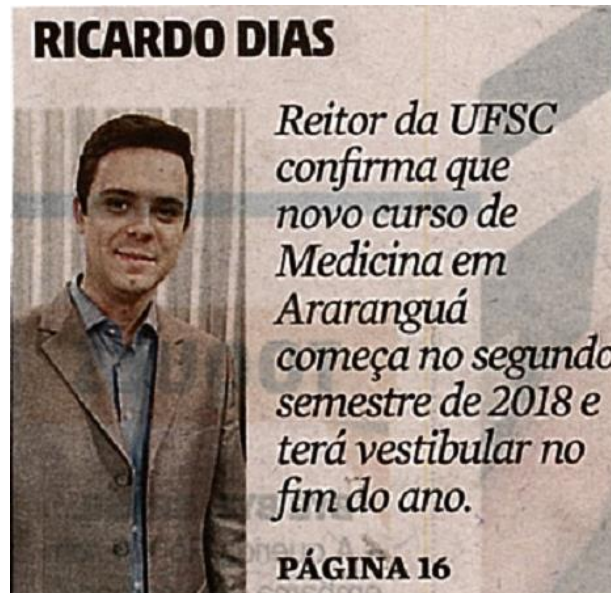 RICARDO DIAS
Reitor da UFSC
confirma que
novo curso de
Medicina em
Araranguá
começa no segundo
semestre de 2018 e
terá vestibular no
fim do ano.
PÁGINA 16